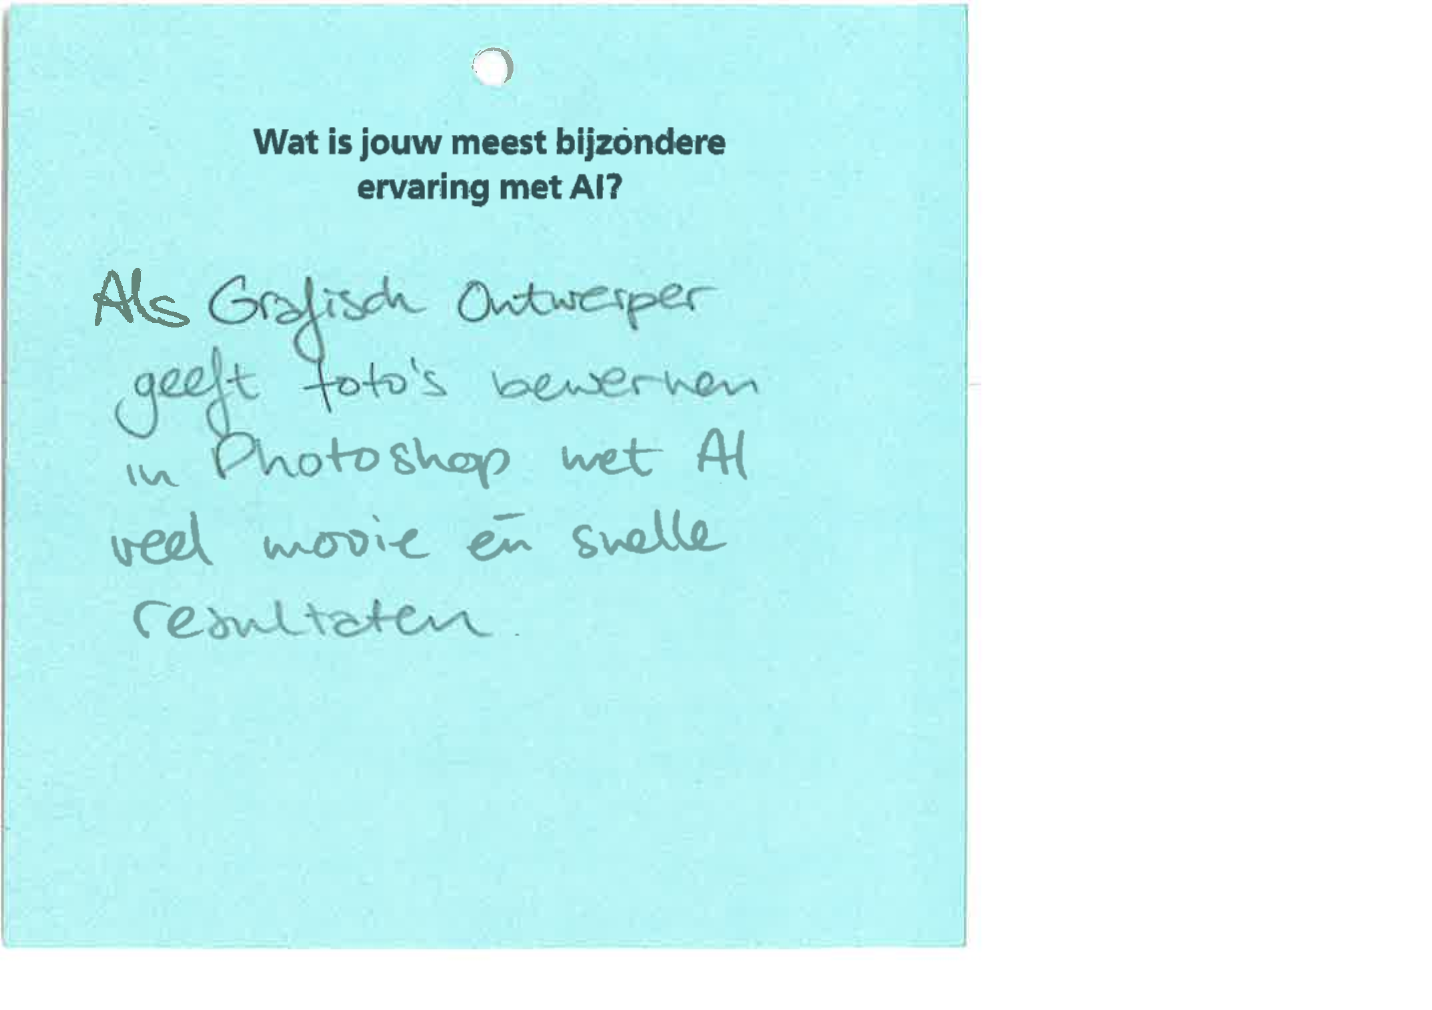 Wat is jouw meest bijzondere
ervaring met AI?
Als Grafisch Ontwerper
geeft foto's bewerken
in Photoshop met AI
veel mooie en snelle
resultaten.